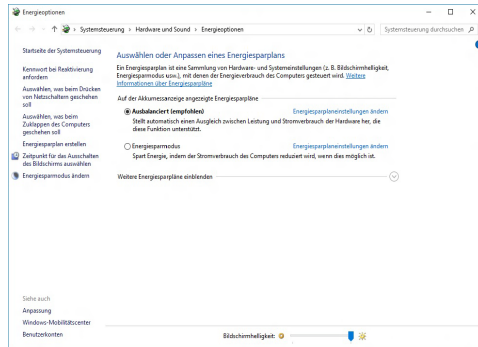 Energieoptionen
Systemsteuerung › Hardware und Sound › Energieoptionen
Systemsteuerung durchsuchen
Startseite der Systemsteuerung
Kennwort bei Reaktivierung
anfordern
Auswählen, was beim Drücken
von Netzschaltern geschehen
soll
Auswählen, was beim
Zuklappen des Computers
geschehen soll
Energiesparplan erstellen
Zeitpunkt für das Ausschalten
des Bildschirms auswählen
Energiesparmodus ändern
Auswählen oder Anpassen eines Energiesparplans
Ein Energiesparplan ist eine Sammlung von Hardware- und Systemeinstellungen (z. B. Bildschirmhelligkeit,
Energiesparmodus usw.), mit denen der Energieverbrauch des Computers gesteuert wird. Weitere
Informationen über Energiesparpläne
Auf der Akkumessanzeige angezeigte Energiesparpläne
Ausbalanciert (empfohlen) Energiesparplaneinstellungen ändern
Stellt automatisch einen Ausgleich zwischen Leistung und Stromverbrauch der Hardware her, die
diese Funktion unterstützt.
Energiesparmodus Energiesparplaneinstellungen ändern
Spart Energie, indem der Stromverbrauch des Computers reduziert wird, wenn dies möglich ist.
Weitere Energiesparpläne einblenden
Siehe auch
Anpassung
Windows-Mobilitätscenter
Benutzerkonten
Bildschirmhelligkeit: